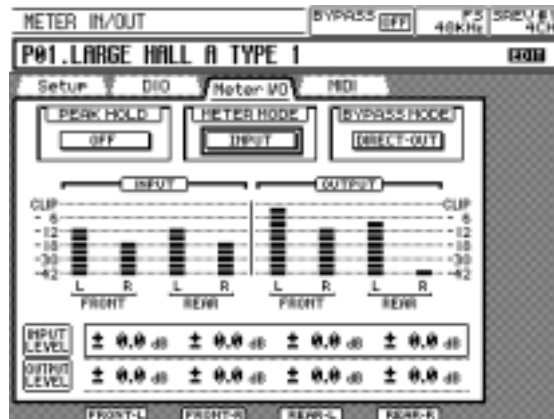 METER IN/OUT
BYPASS OFF
FS 48KHz
SREV
4CH
P01.LARGE HALL A TYPE 1
EDIT
Setup DIO Meter I/O MIDI
PEAK HOLD METER MODE BYPASS MODE
OFF INPUT DIRECT-OUT
INPUT OUTPUT
CLIP CLIP
-6 -6
-12 -12
-18 -18
-30 -30
-42 -42
L R L R L R L R
FRONT REAR FRONT REAR
INPUT LEVEL ± 0.0 dB ± 0.0 dB ± 0.0 dB ± 0.0 dB
OUTPUT LEVEL ± 0.0 dB ± 0.0 dB ± 0.0 dB ± 0.0 dB
FRONT-L FRONT-R REAR-L REAR-R